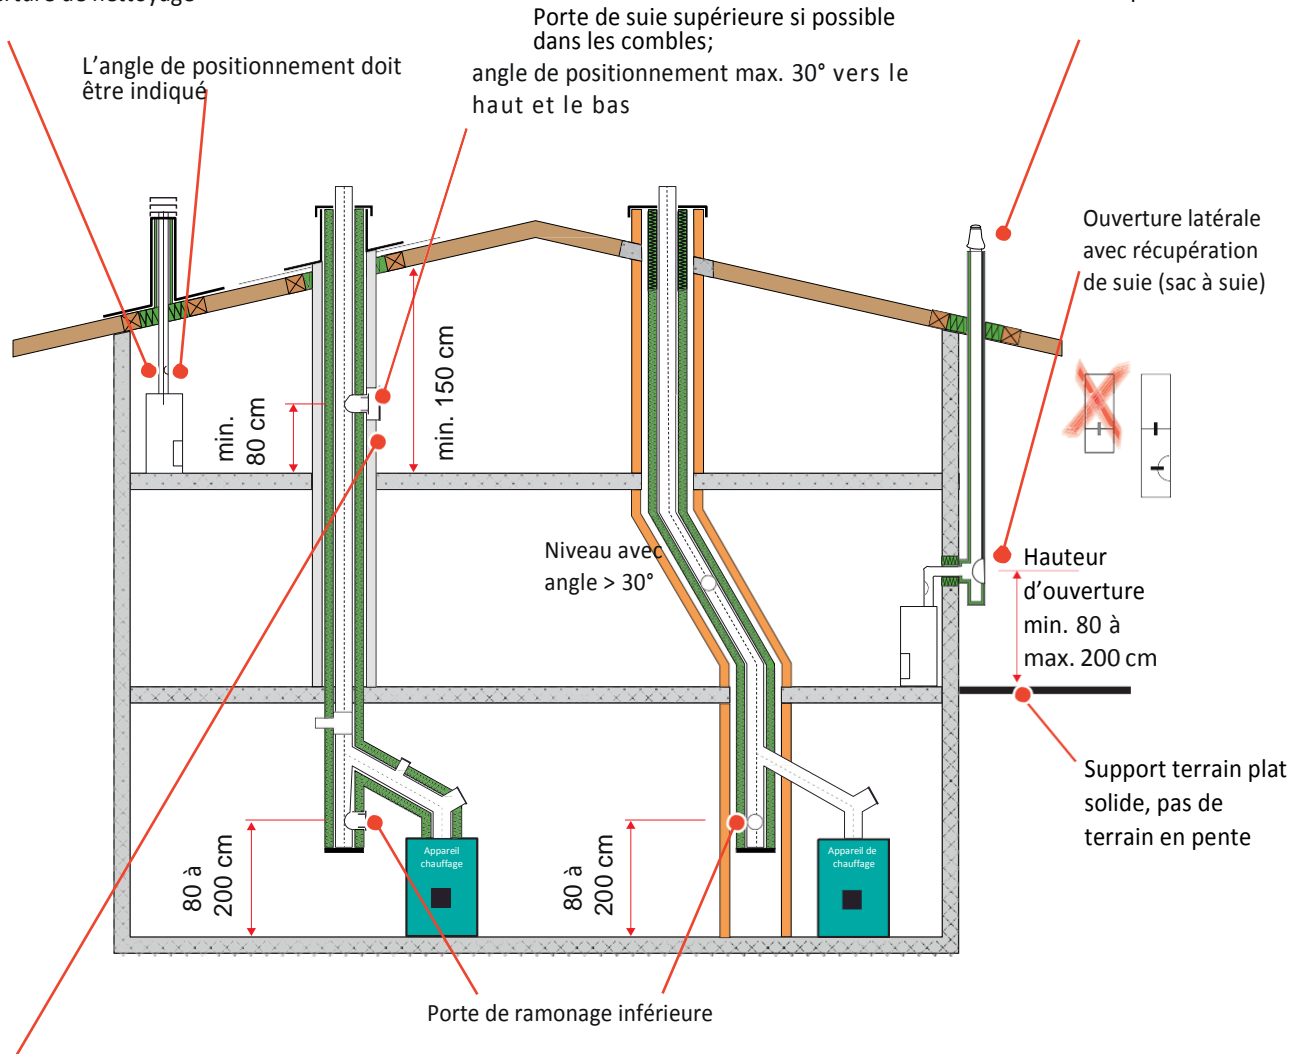 de nettoyage
Porte de suie supérieure si possible
dans les combles;
angle de positionnement max. 30° vers le
haut et le bas
L'angle de positionnement doit
être indiqué
Ouverture latérale
avec récupération
de suie (sac à suie)
min.
80 cm
min. 150 cm
Niveau avec
angle > 30°
Hauteur
d'ouverture
min. 80 à
max. 200 cm
Support terrain plat
solide, pas de
terrain en pente
80 à
200 cm
Appareil
chauffage
80 à
200 cm
Appareil de
chauffage
Porte de ramonage inférieure